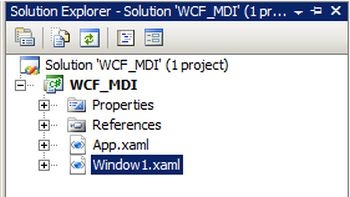 Solution Explorer - Solution 'WCF_MDI' (1 pr...
Solution 'WCF_MDI' (1 project)
WCF_MDI
Properties
References
App.xaml
Window1.xaml